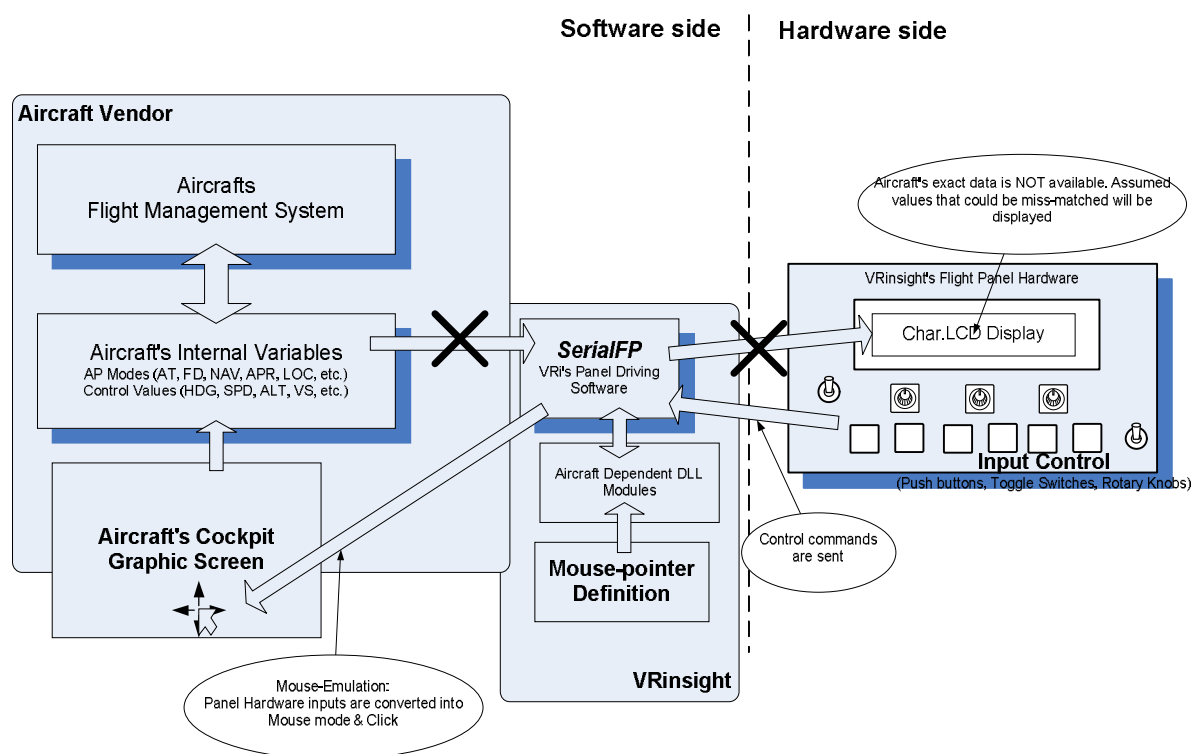 Software side
Hardware side
Aircraft Vendor
Aircrafts
Flight Management System
Aircraft's Internal Variables
AP Modes (AT, FD, NAV, APR, LOC, etc.)
Control Values (HDG, SPD, ALT, VS, etc.)
Aircraft's Cockpit
Graphic Screen
Mouse-Emulation:
Panel Hardware inputs are converted into
Mouse mode & Click
SerialFP
VRi's Panel Driving
Software
Aircraft Dependent DLL
Modules
Mouse-pointer
Definition
VRinsight
Aircraft's exact data is NOT available. Assumed
values that could be miss-matched will be
displayed
VRinsight's Flight Panel Hardware
Char.LCD Display
Input Control
(Push buttons, Toggle Switches, Rotary Knobs)
Control commands
are sent